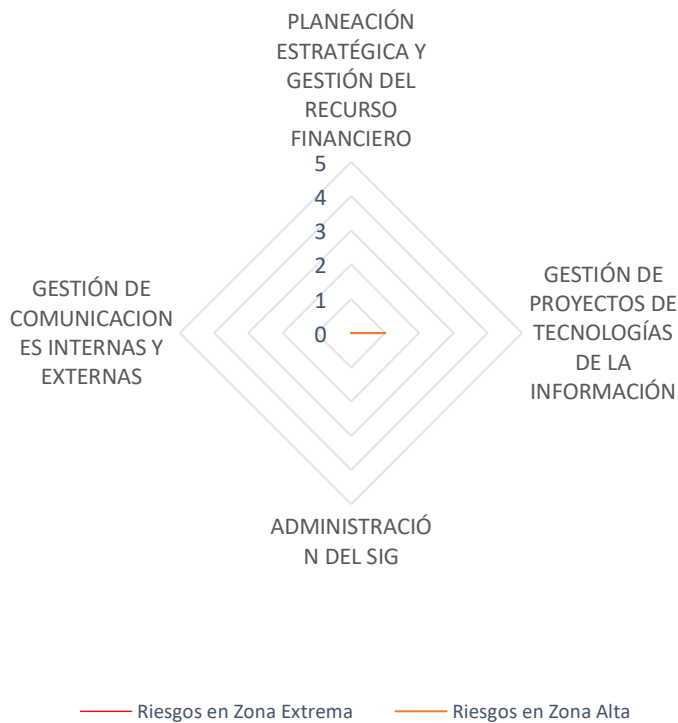 PLANEACIÓN
ESTRATÉGICA Y
GESTIÓN DEL
RECURSO
FINANCIERO
5
4
3
2
1
0
GESTIÓN DE
COMUNICACION
ES INTERNAS Y
EXTERNAS
GESTIÓN DE
PROYECTOS DE
TECNOLOGÍAS
DE LA
INFORMACIÓN
ADMINISTRACIÓ
N DEL SIG
Riesgos en Zona Extrema
Riesgos en Zona Alta